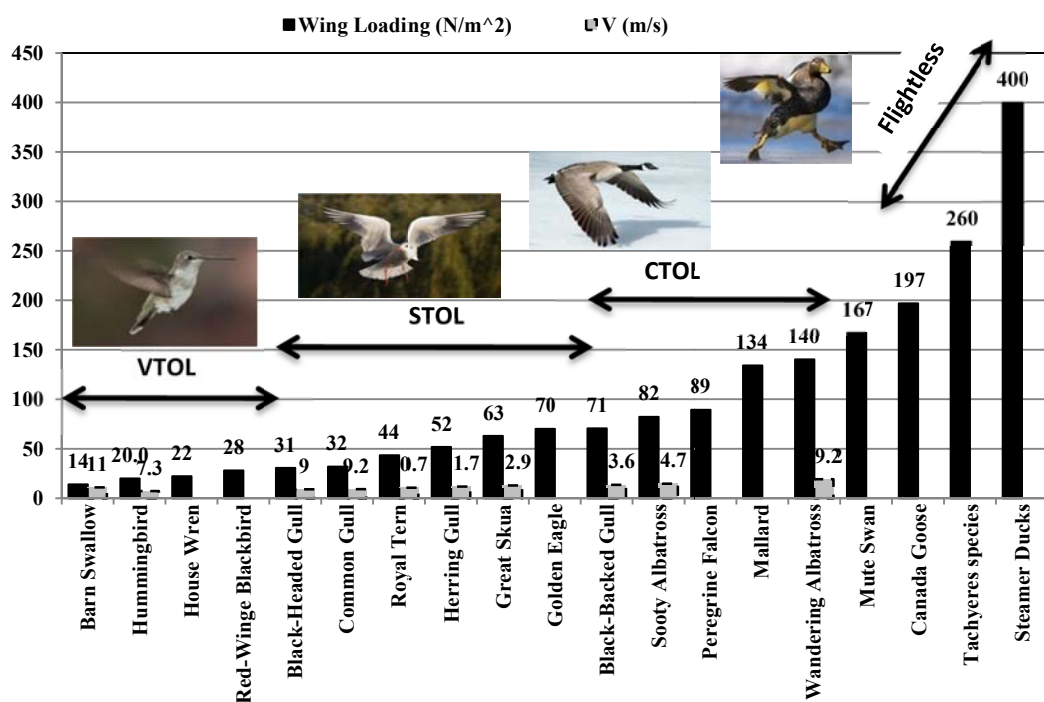 Wing Loading (N/m^2) V (m/s)
450
400
350
300
250
200
150
100
50
0
Flightless
CTOL
STOL
VTOL
14 11
20.0 7.3
22
28
31 9
32 9.2
44 0.7
52 1.7
63 2.9
70
71 3.6
82 4.7
89
134
140 9.2
167
197
260
400
Barn Swallow
Hummingbird
House Wren
Red-Winge Blackbird
Black-Headed Gull
Common Gull
Royal Tern
Herring Gull
Great Skua
Golden Eagle
Black-Backed Gull
Sooty Albatross
Peregrine Falcon
Mallard
Wandering Albatross
Mute Swan
Canada Goose
Tachyeres species
Steamer Ducks